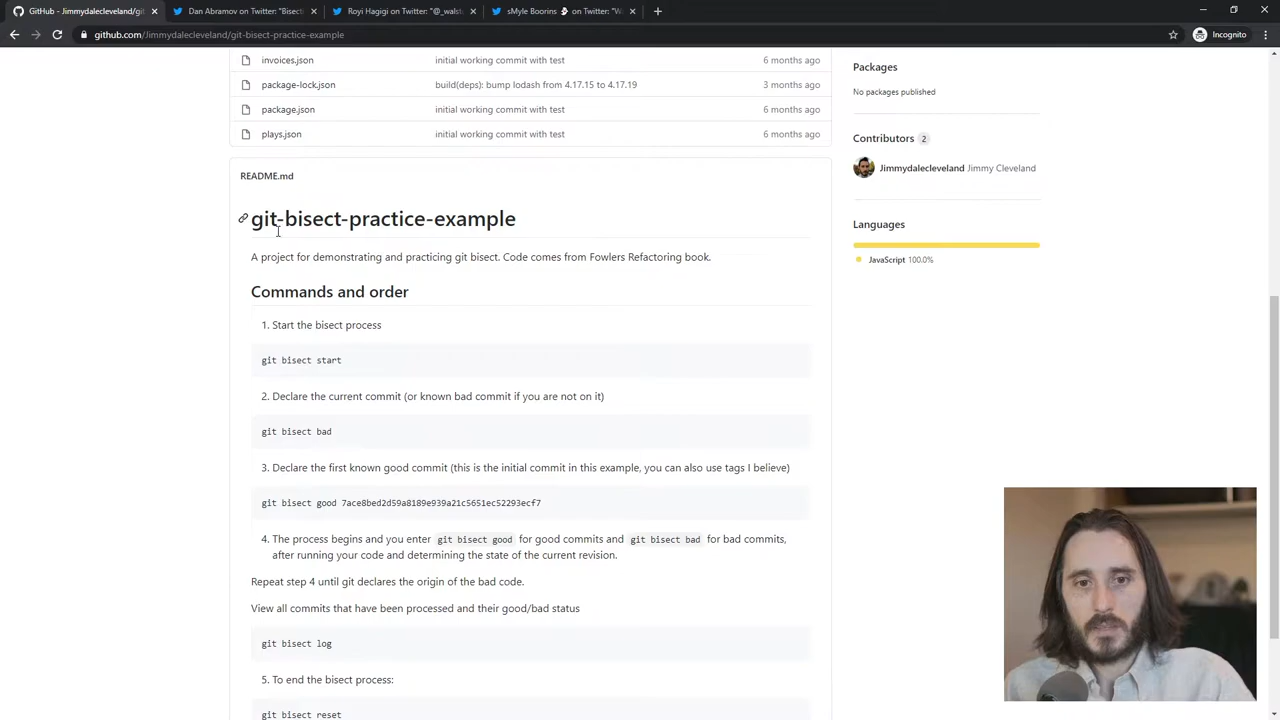 GitHub - Jimmydalecleveland/git
Dan Abramov on Twitter: "Bisecti
Royi Hagigi on Twitter: "@_walst
sMyle Boorins on Twitter: "W
github.com/Jimmydalecleveland/git-bisect-practice-example
Incognito
invoices.json initial working commit with test 6 months ago
package-lock.json build(deps): bump lodash from 4.17.15 to 4.17.19 3 months ago
package.json initial working commit with test 6 months ago
plays.json initial working commit with test 6 months ago
Packages
No packages published
Contributors 2
Jimmydalecleveland Jimmy Cleveland
Languages
JavaScript 100.0%
README.md
git-bisect-practice-example
A project for demonstrating and practicing git bisect. Code comes from Fowlers Refactoring book.
Commands and order
1. Start the bisect process
git bisect start
2. Declare the current commit (or known bad commit if you are not on it)
git bisect bad
3. Declare the first known good commit (this is the initial commit in this example, you can also use tags I believe)
git bisect good 7ace8bed2d59a8189e939a21c5651ec52293ecf7
4. The process begins and you enter git bisect good for good commits and git bisect bad for bad commits,
after running your code and determining the state of the current revision.
Repeat step 4 until git declares the origin of the bad code.
View all commits that have been processed and their good/bad status
git bisect log
5. To end the bisect process:
git bisect reset